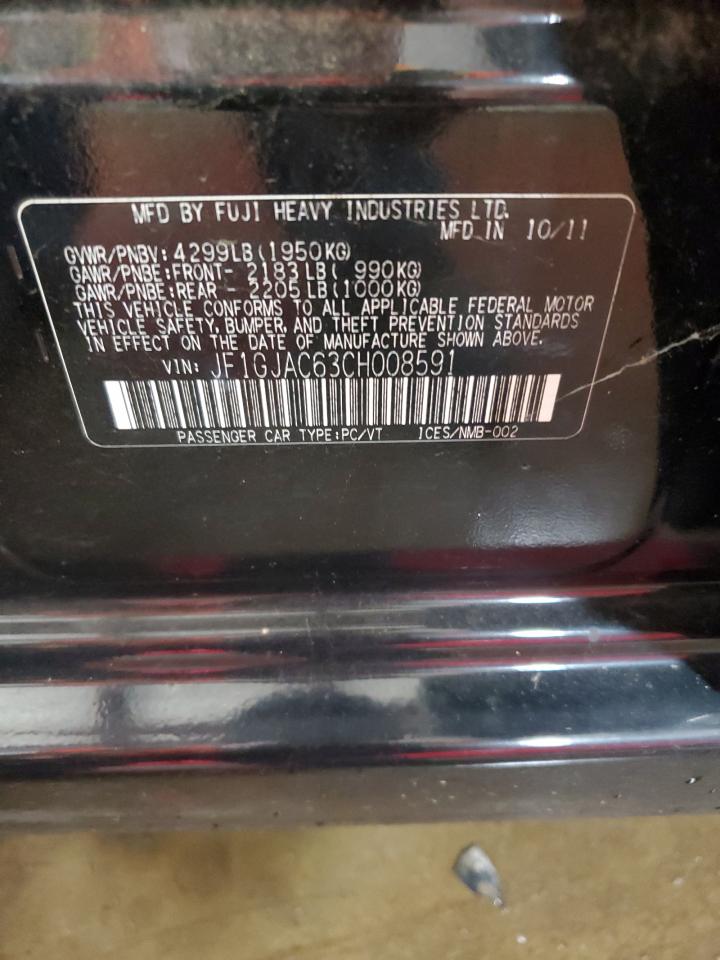 MFD BY FUJI HEAVY INDUSTRIES LTD.
MFD IN 10/11
GVWR/PNBV: 4299LB (1950KG)
GAWR/PNBE: FRONT- 2183 LB ( 990KG)
GAWR/PNBE: REAR - 2205 LB (1000KG)
THIS VEHICLE CONFORMS TO ALL APPLICABLE FEDERAL MOTOR
VEHICLE SAFETY, BUMPER, AND THEFT PREVENTION STANDARDS
IN EFFECT ON THE DATE OF MANUFACTURE SHOWN ABOVE.
VIN: JF1GJAC63CH008591
PASSENGER CAR TYPE:PC/VT ICES/NMB-002